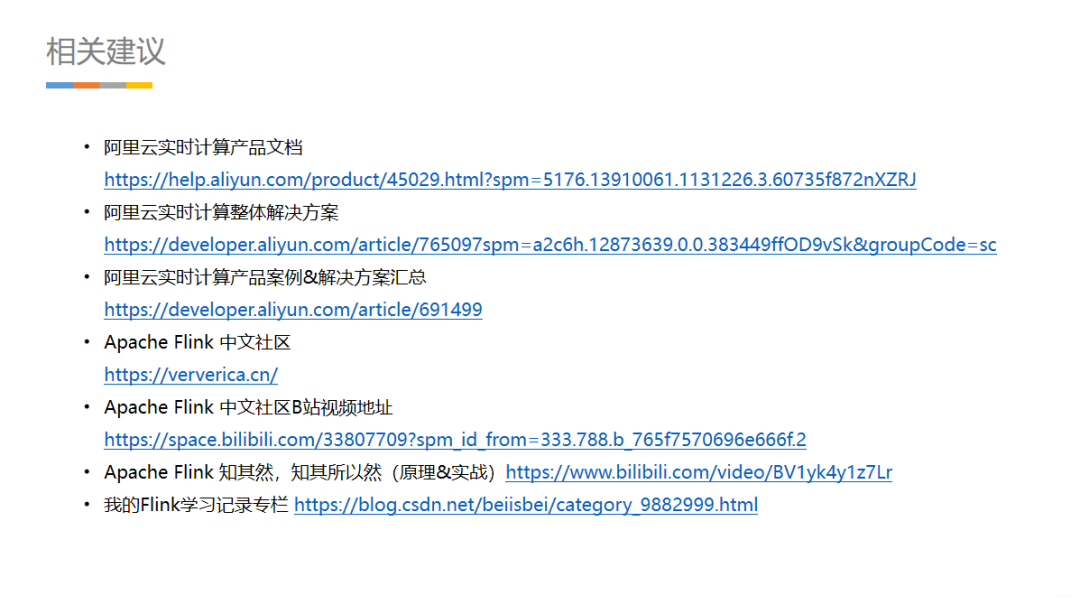 相关建议
• 阿里云实时计算产品文档
https://help.aliyun.com/product/45029.html?spm=5176.13910061.1131226.3.60735f872nXZRJ
• 阿里云实时计算整体解决方案
https://developer.aliyun.com/article/765097spm=a2c6h.12873639.0.0.383449ffOD9vSk&groupCode=sc
• 阿里云实时计算产品案例&解决方案汇总
https://developer.aliyun.com/article/691499
• Apache Flink 中文社区
https://ververica.cn/
• Apache Flink 中文社区B站视频地址
https://space.bilibili.com/33807709?spm_id_from=333.788.b_765f7570696e666f.2
• Apache Flink 知其然，知其所以然（原理&实战）https://www.bilibili.com/video/BV1yk4y1z7Lr
• 我的Flink学习记录专栏 https://blog.csdn.net/beiisbei/category_9882999.html